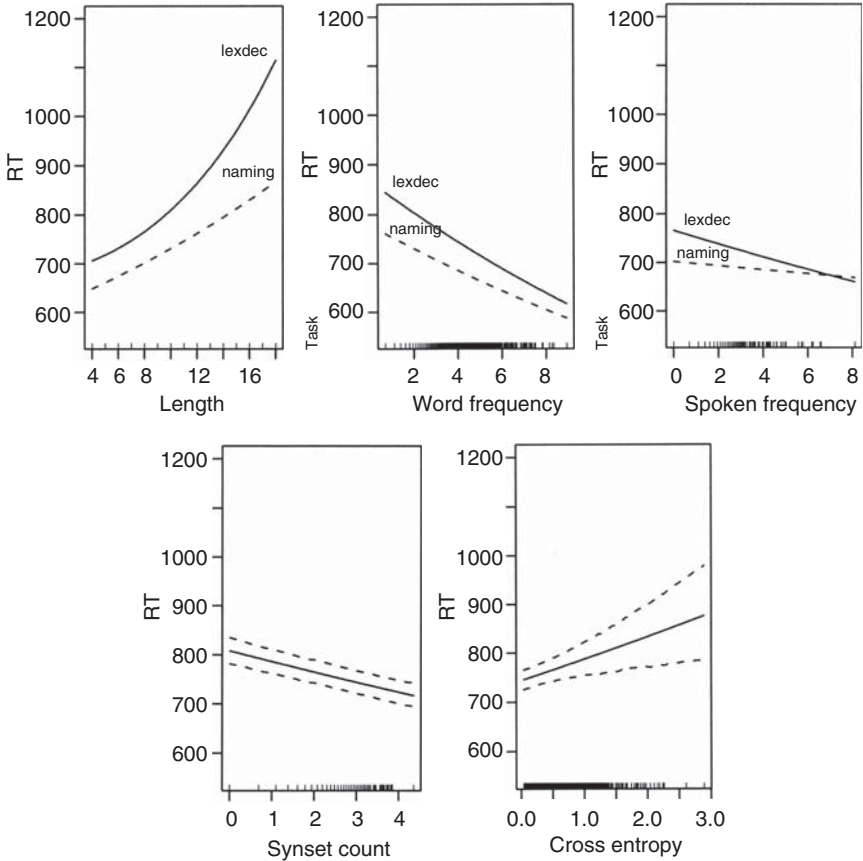 1200
1000
900
800
700
600
RT
lexdec
naming
4 6 8 12 16
Length
1200
1000
900
800
700
600
RT
Task
lexdec
naming
2 4 6 8
Word frequency
1200
1000
900
800
700
600
RT
Task
lexdec
naming
0 2 4 6 8
Spoken frequency
1200
1000
900
800
700
600
RT
0 1 2 3 4
Synset count
1200
1000
900
800
700
600
RT
0.0 1.0 2.0 3.0
Cross entropy